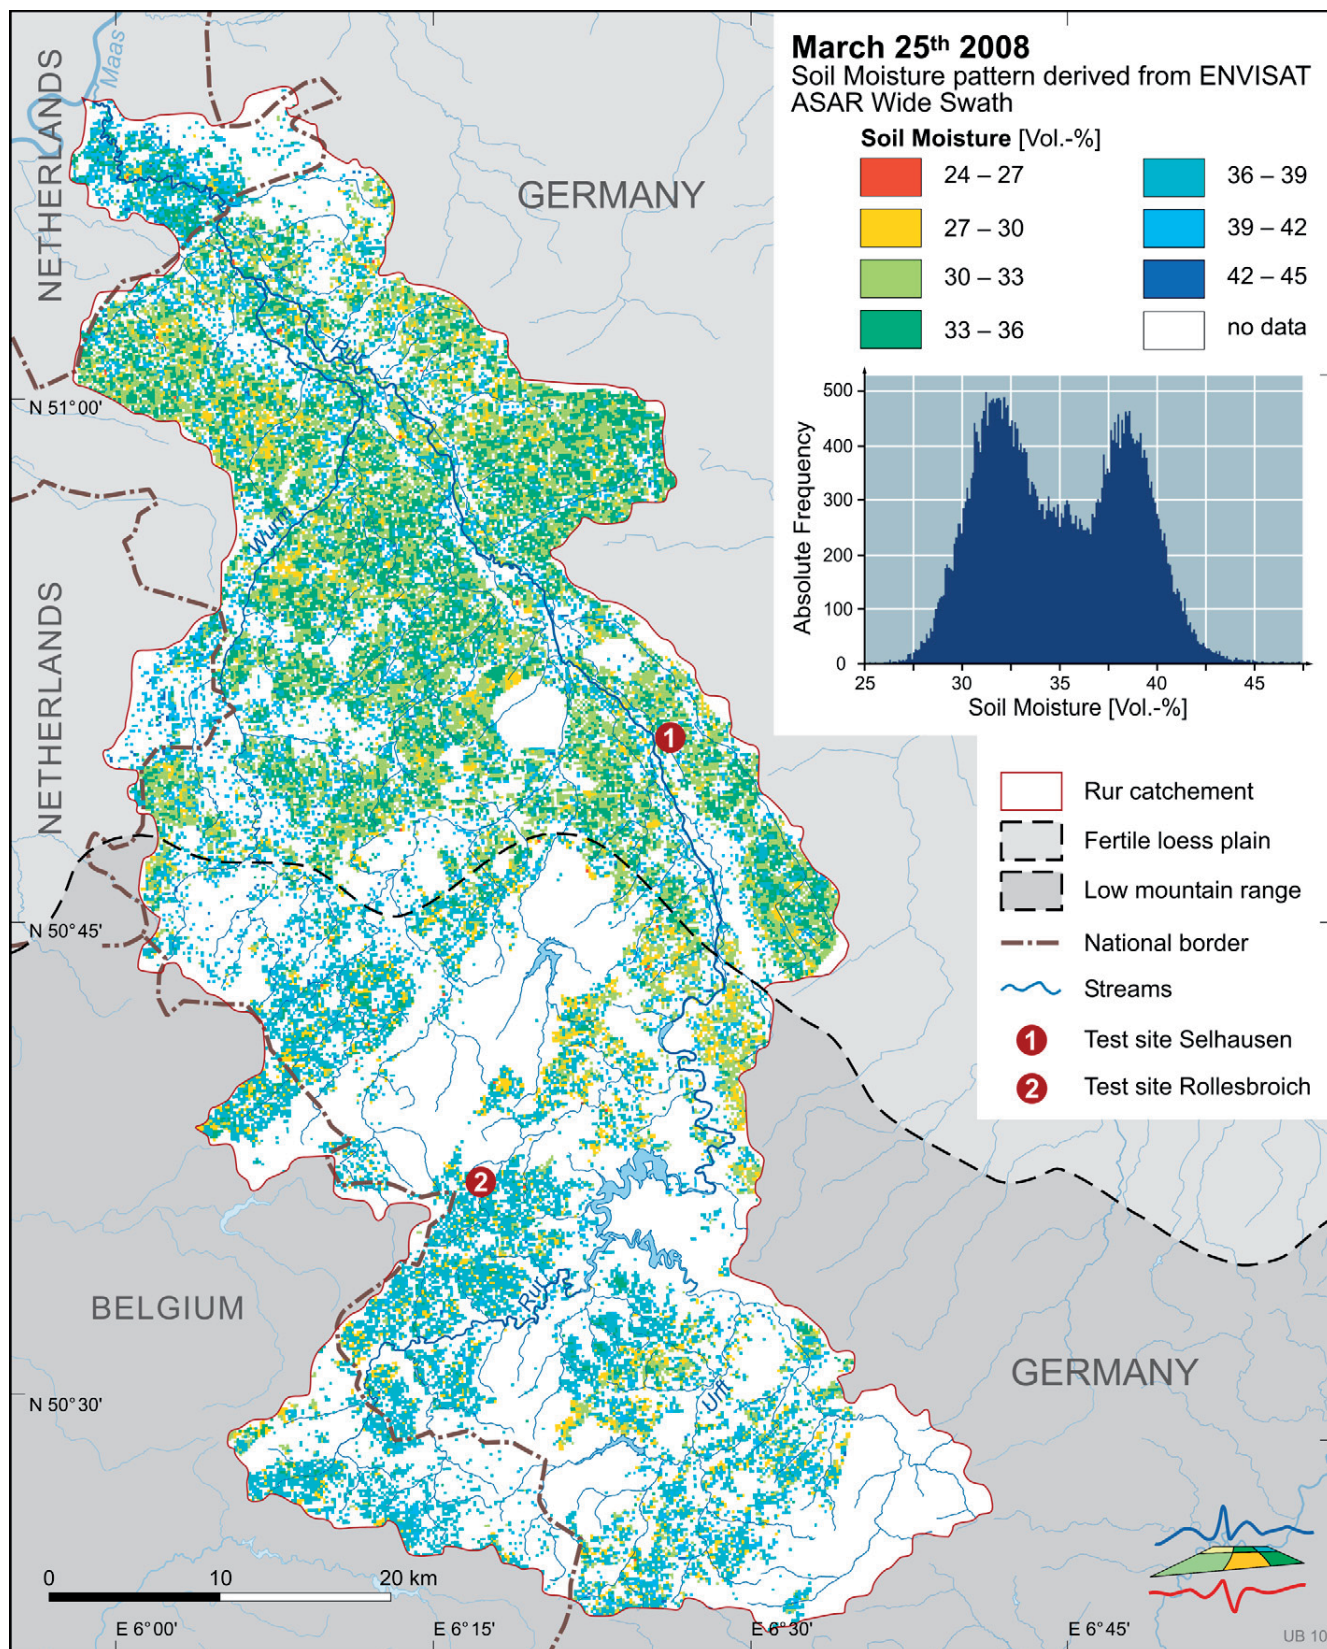 March 25th 2008
Soil Moisture pattern derived from ENVISAT
ASAR Wide Swath
Soil Moisture [Vol.-%]
24 – 27
27 – 30
30 – 33
33 – 36
36 – 39
39 – 42
42 – 45
no data
500
400
300
200
100
0
Absolute Frequency
25
30
35
40
45
Soil Moisture [Vol.-%]
Rur catchement
Fertile loess plain
Low mountain range
National border
Streams
1 Test site Selhausen
2 Test site Rollesbroich
Maas
NETHERLANDS
GERMANY
Rur
N 51°00'
Wurm
NETHERLANDS
1
N 50°45'
2
BELGIUM
Rur
GERMANY
Urft
N 50°30'
0
10
20 km
E 6°00'
E 6°15'
E 6°30'
E 6°45'
UB 10